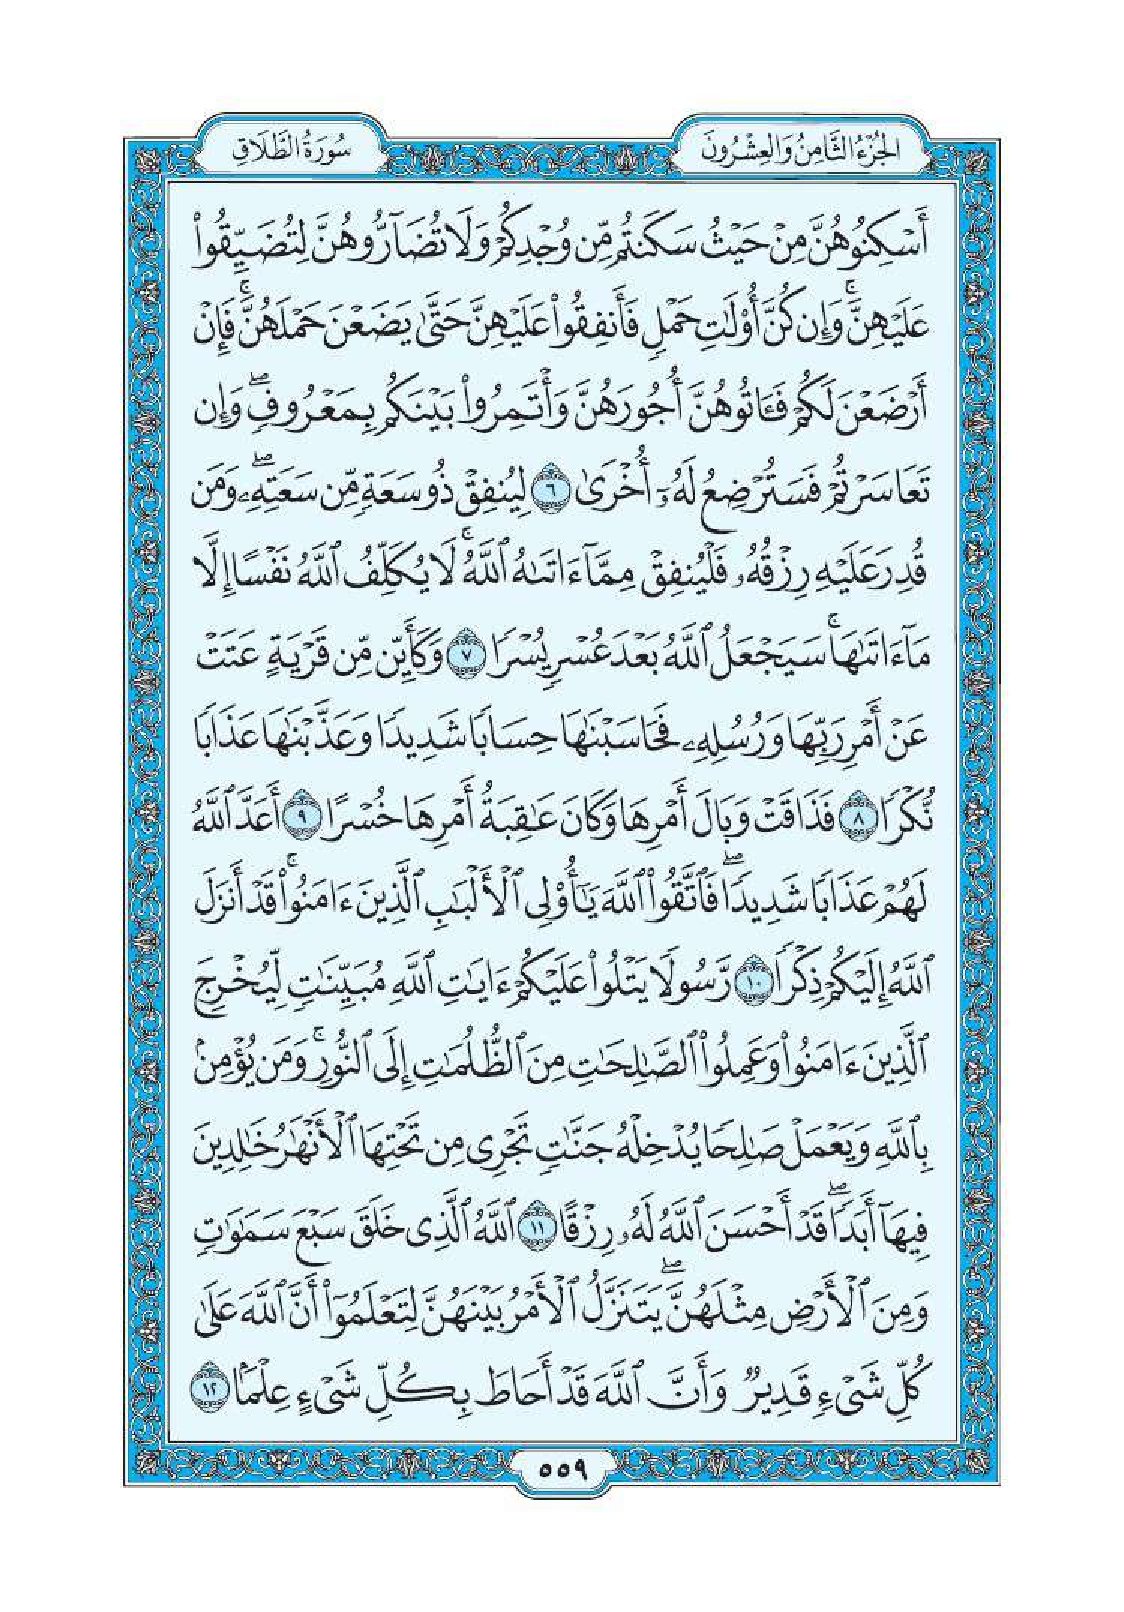 الجُزْءُ الثَّامِنُ وَالعِشْرُونَ
سُورَةُ الطَّلَاقِ
أَسْكِنُوهُنَّ مِنْ حَيْثُ سَكَنتُم مِّن وُجْدِكُمْ وَلَا تُضَآرُّوهُنَّ لِتُضَيِّقُوا۟
عَلَيْهِنَّ ۚ وَإِن كُنَّ أُو۟لَٰتِ حَمْلٍ فَأَنفِقُوا۟ عَلَيْهِنَّ حَتَّىٰ يَضَعْنَ حَمْلَهُنَّ ۚ فَإِنْ
أَرْضَعْنَ لَكُمْ فَـَٔاتُوهُنَّ أُجُورَهُنَّ وَأْتَمِرُوا۟ بَيْنَكُم بِمَعْرُوفٍ ۖ وَإِن
تَعَاسَرْتُمْ فَسَتُرْضِعُ لَهُۥٓ أُخْرَىٰ ٦ لِيُنفِقْ ذُو سَعَةٍ مِّن سَعَتِهِۦ ۖ وَمَن
قُدِرَ عَلَيْهِ رِزْقُهُۥ فَلْيُنفِقْ مِمَّآ ءَاتَىٰهُ ٱللَّهُ ۚ لَا يُكَلِّفُ ٱللَّهُ نَفْسًا إِلَّا
مَآ ءَاتَىٰهَا ۚ سَيَجْعَلُ ٱللَّهُ بَعْدَ عُسْرٍ يُسْرًا ٧ وَكَأَيِّن مِّن قَرْيَةٍ عَتَتْ
عَنْ أَمْرِ رَبِّهَا وَرُسُلِهِۦ فَحَاسَبْنَٰهَا حِسَابًا شَدِيدًا وَعَذَّبْنَٰهَا عَذَابًا
نُّكْرًا ٨ فَذَاقَتْ وَبَالَ أَمْرِهَا وَكَانَ عَٰقِبَةُ أَمْرِهَا خُسْرًا ٩ أَعَدَّ ٱللَّهُ
لَهُمْ عَذَابًا شَدِيدًا ۖ فَٱتَّقُوا۟ ٱللَّهَ يَٰٓأُو۟لِى ٱلْأَلْبَٰبِ ٱلَّذِينَ ءَامَنُوا۟ ۚ قَدْ أَنزَلَ
ٱللَّهُ إِلَيْكُمْ ذِكْرًا ١٠ رَّسُولًا يَتْلُوا۟ عَلَيْكُمْ ءَايَٰتِ ٱللَّهِ مُبَيِّنَٰتٍ لِّيُخْرِجَ
ٱلَّذِينَ ءَامَنُوا۟ وَعَمِلُوا۟ ٱلصَّٰلِحَٰتِ مِنَ ٱلظُّلُمَٰتِ إِلَى ٱلنُّورِ ۚ وَمَن يُؤْمِنۢ
بِٱللَّهِ وَيَعْمَلْ صَٰلِحًا يُدْخِلْهُ جَنَّٰتٍ تَجْرِى مِن تَحْتِهَا ٱلْأَنْهَٰرُ خَٰلِدِينَ
فِيهَآ أَبَدًا ۖ قَدْ أَحْسَنَ ٱللَّهُ لَهُۥ رِزْقًا ١١ ٱللَّهُ ٱلَّذِى خَلَقَ سَبْعَ سَمَٰوَٰتٍ
وَمِنَ ٱلْأَرْضِ مِثْلَهُنَّ ۖ يَتَنَزَّلُ ٱلْأَمْرُ بَيْنَهُنَّ لِتَعْلَمُوٓا۟ أَنَّ ٱللَّهَ عَلَىٰ
كُلِّ شَىْءٍ قَدِيرٌ وَأَنَّ ٱللَّهَ قَدْ أَحَاطَ بِكُلِّ شَىْءٍ عِلْمًۢا ١٢
٥٥٩